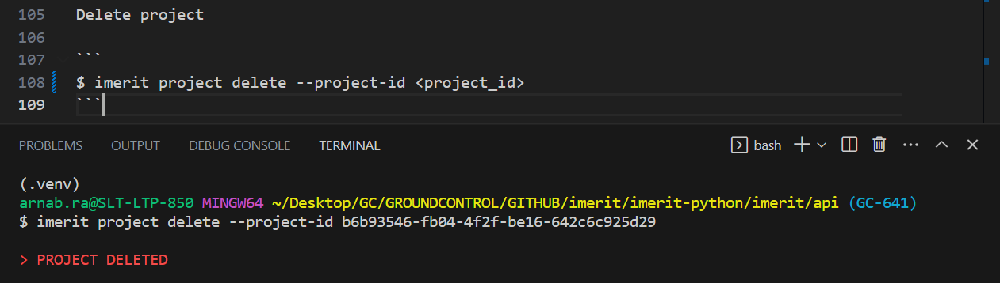 105 Delete project
106
107 ```
108 $ imerit project delete --project-id <project_id>
109 ```
PROBLEMS OUTPUT DEBUG CONSOLE TERMINAL bash
(.venv)
arnab.ra@SLT-LTP-850 MINGW64 ~/Desktop/GC/GROUNDCONTROL/GITHUB/imerit/imerit-python/imerit/api (GC-641)
$ imerit project delete --project-id b6b93546-fb04-4f2f-be16-642c6c925d29
> PROJECT DELETED